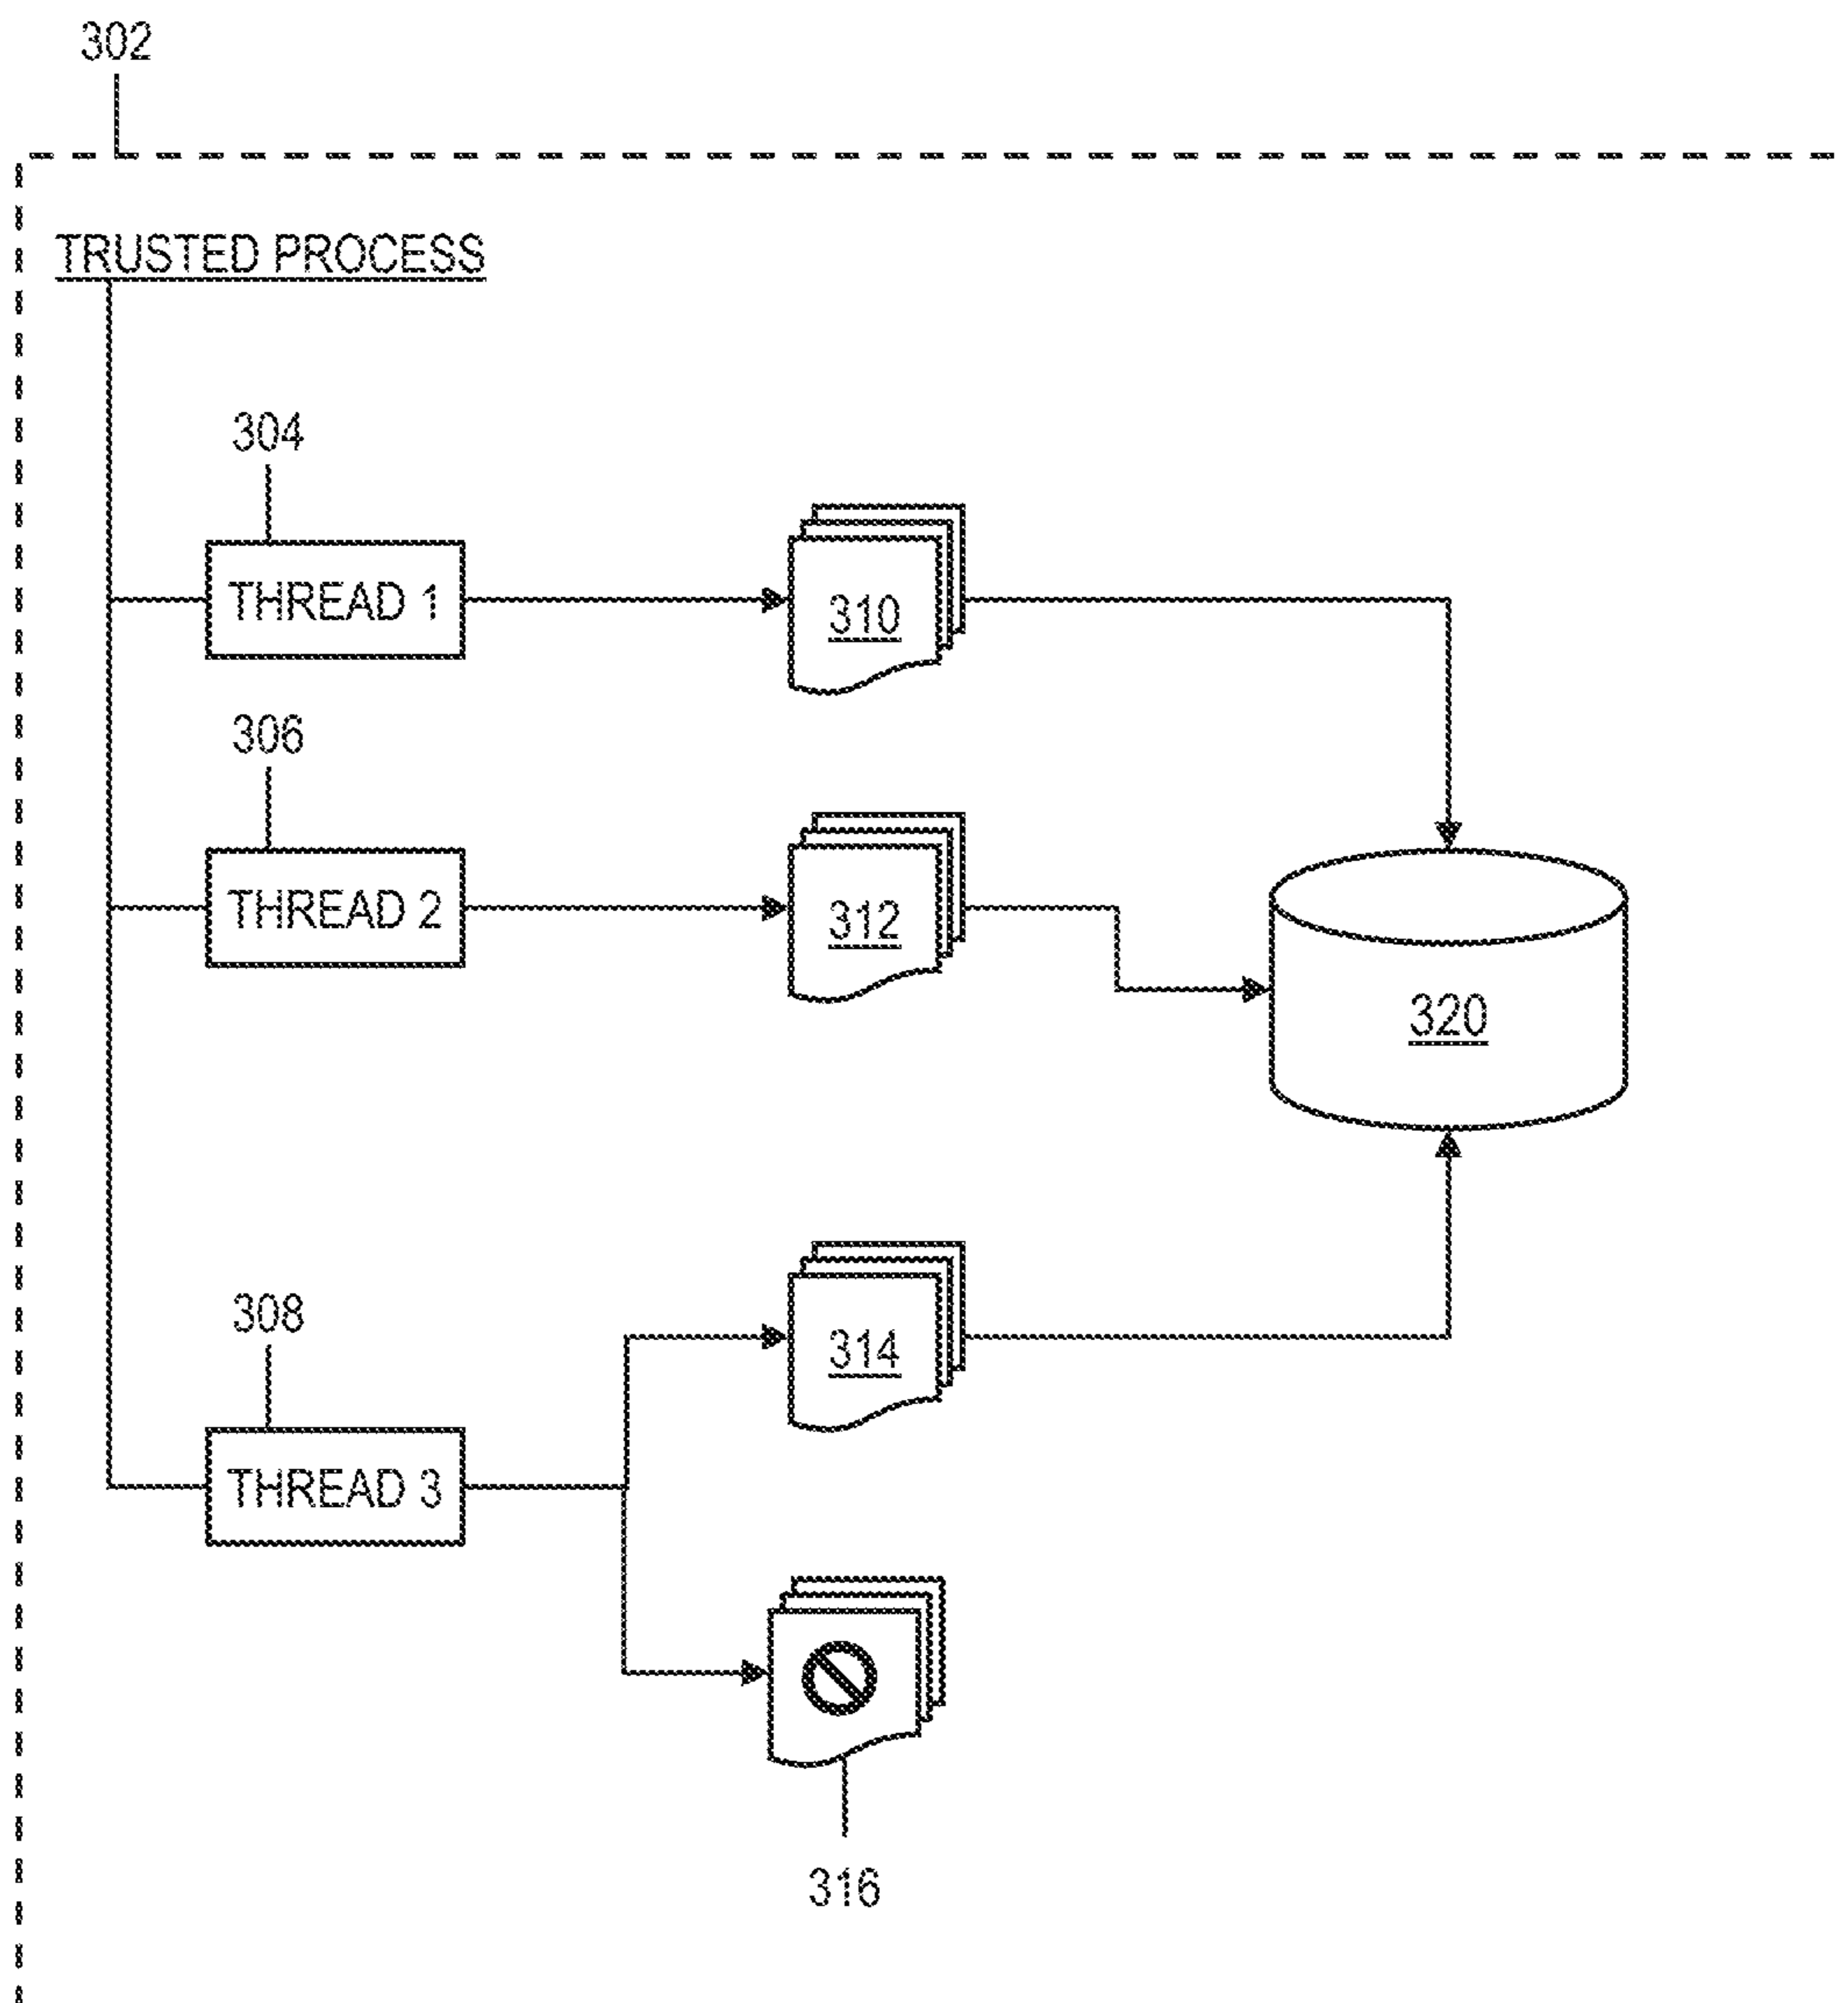 302
TRUSTED PROCESS
304
THREAD 1
310
306
THREAD 2
312
320
308
THREAD 3
314
316